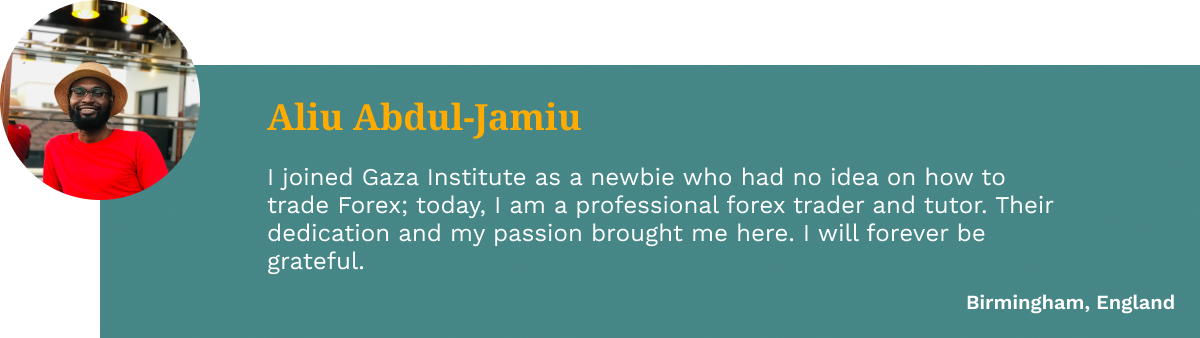 Aliu Abdul-Jamiu
I joined Gaza Institute as a newbie who had no idea on how to
trade Forex; today, I am a professional forex trader and tutor. Their
dedication and my passion brought me here. I will forever be
grateful.
Birmingham, England